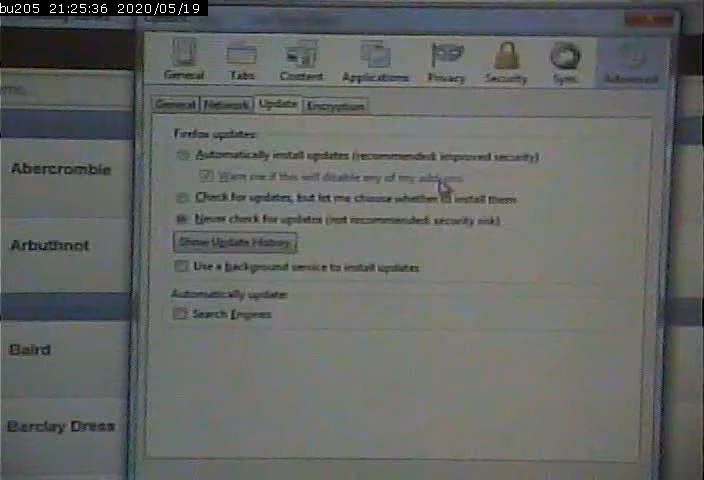 bu205 21:25:36 2020/05/19
General Tabs Content Applications Privacy Security Sync Advanced
General Network Update Encryption
Firefox updates:
Automatically install updates (recommended: improved security)
Warn me if this will disable any of my add-ons
Check for updates, but let me choose whether to install them
Never check for updates (not recommended: security risk)
Show Update History
Use a background service to install updates
Automatically update:
Search Engines
Abercrombie
Arbuthnot
Baird
Barclay Dress